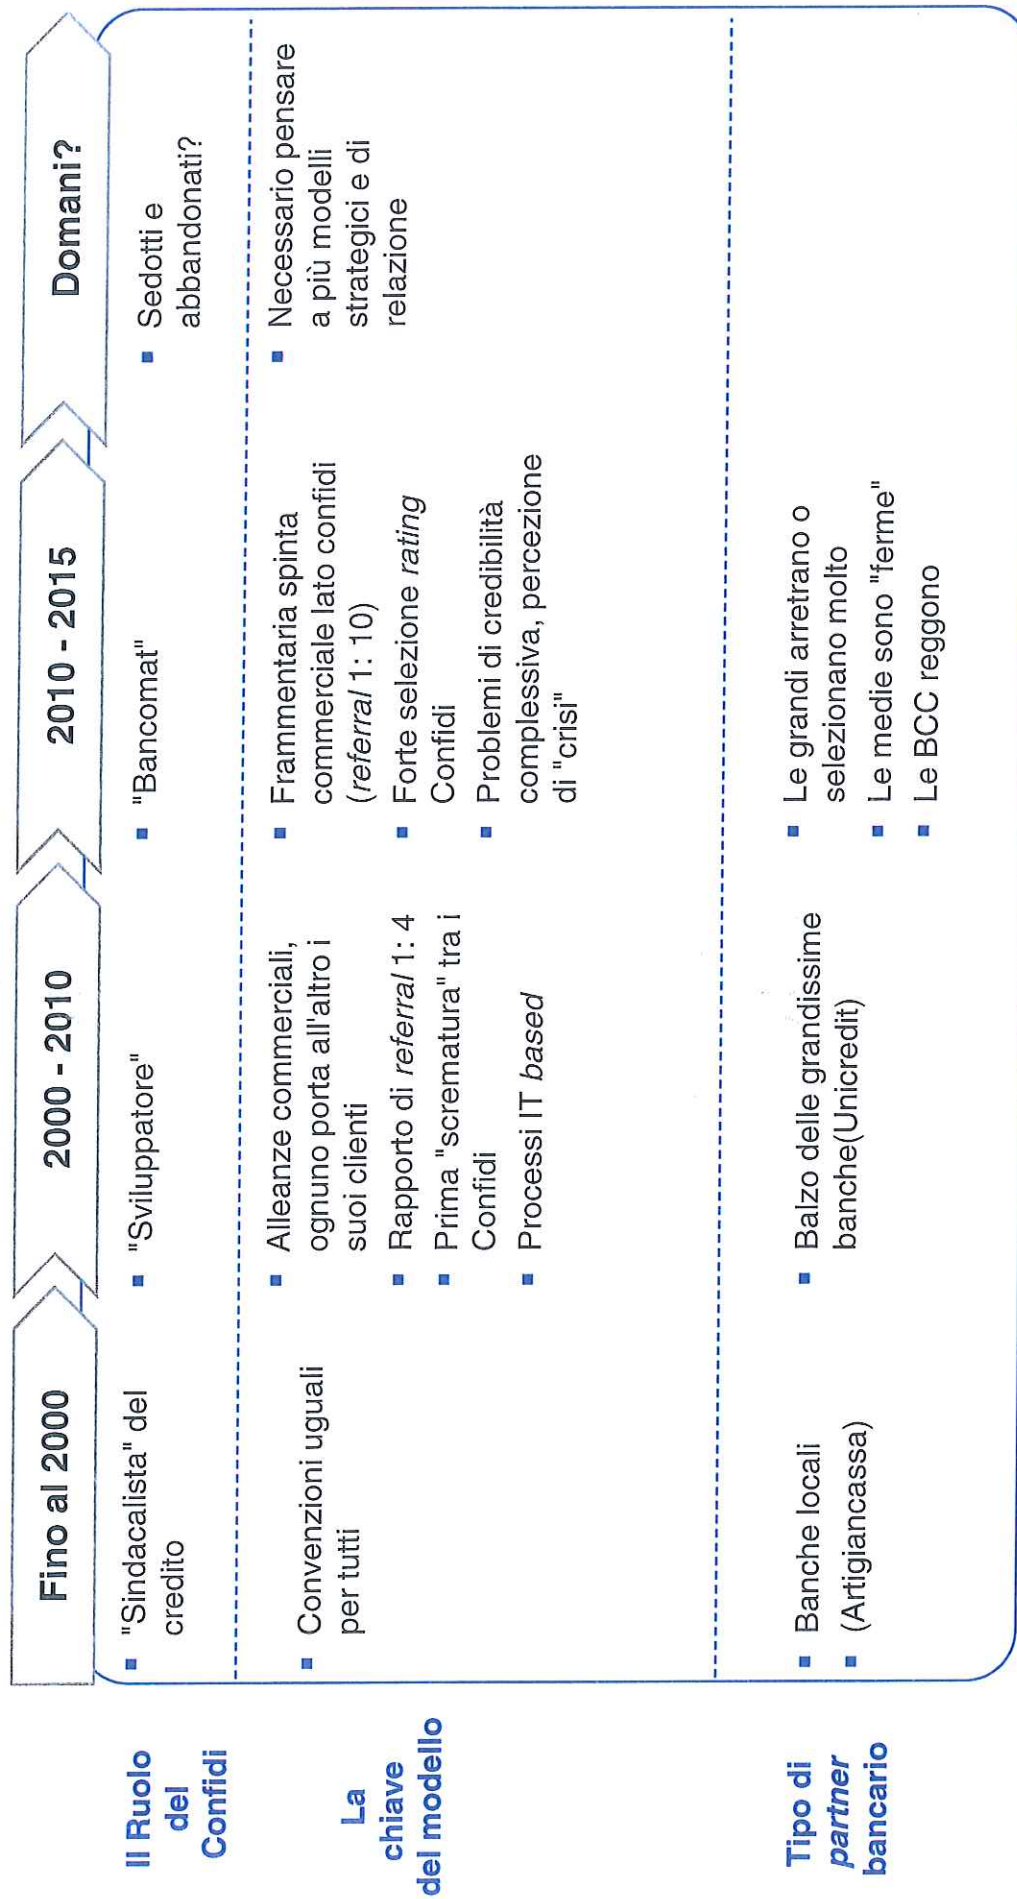 Fino al 2000
2000 - 2010
2010 - 2015
Domani?
Il Ruolo
del
Confidi
"Sindacalista" del
credito
"Sviluppatore"
"Bancomat"
Sedotti e
abbandonati?
La
chiave
del modello
Convenzioni uguali
per tutti
Alleanze commerciali,
ognuno porta all'altro i
suoi clienti
Rapporto di referral 1: 4
Prima "scrematura" tra i
Confidi
Processi IT based
Frammentaria spinta
commerciale lato confidi
(referral 1: 10)
Forte selezione rating
Confidi
Problemi di credibilità
complessiva, percezione
di "crisi"
Necessario pensare
a più modelli
strategici e di
relazione
Tipo di
partner
bancario
Banche locali
(Artigiancassa)
Balzo delle grandissime
banche(Unicredit)
Le grandi arretrano o
selezionano molto
Le medie sono "ferme"
Le BCC reggono